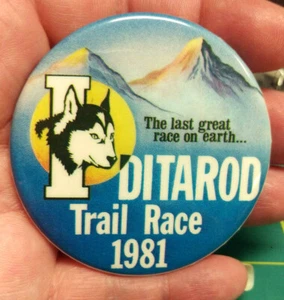 The last great
race on earth...
IDITAROD
Trail Race
1981